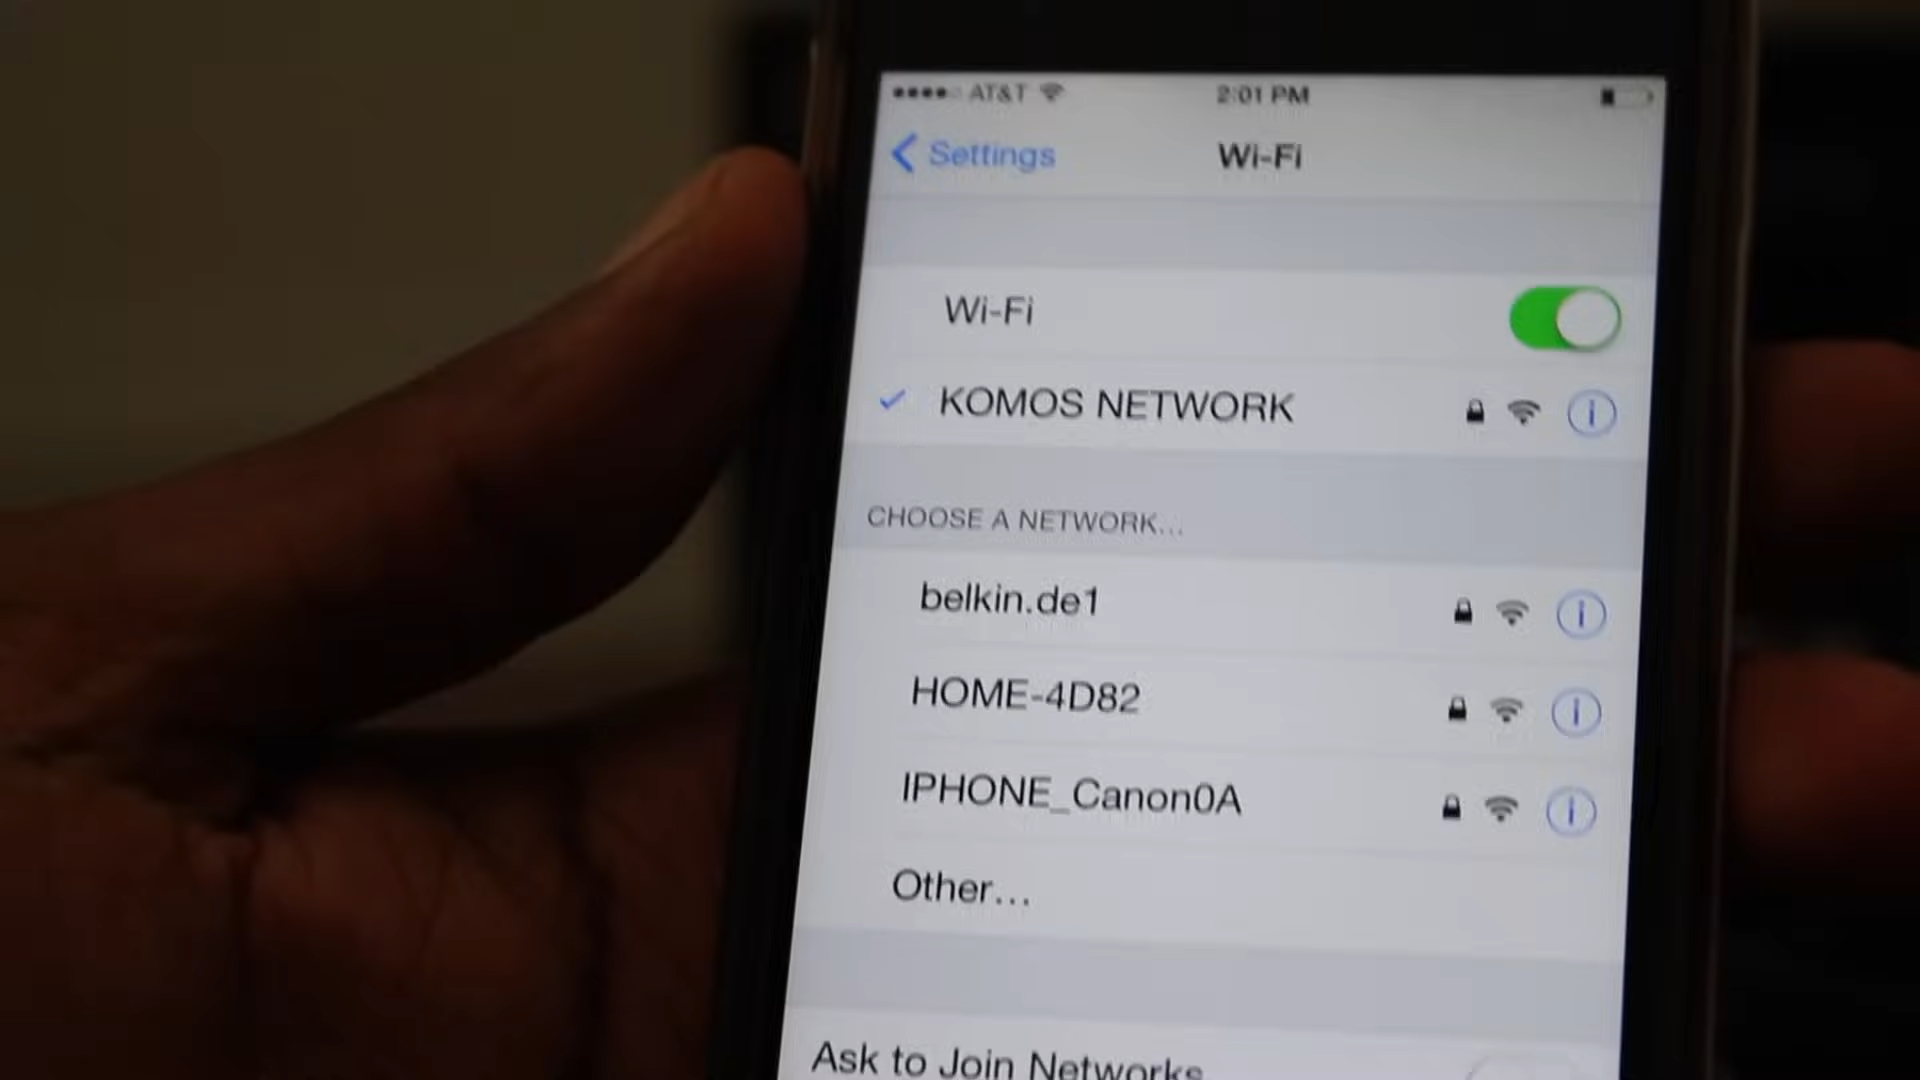 AT&T 2:01 PM
Settings Wi-Fi
Wi-Fi
KOMOS NETWORK
CHOOSE A NETWORK...
belkin.de1
HOME-4D82
IPHONE_Canon0A
Other...
Ask to Join Networks